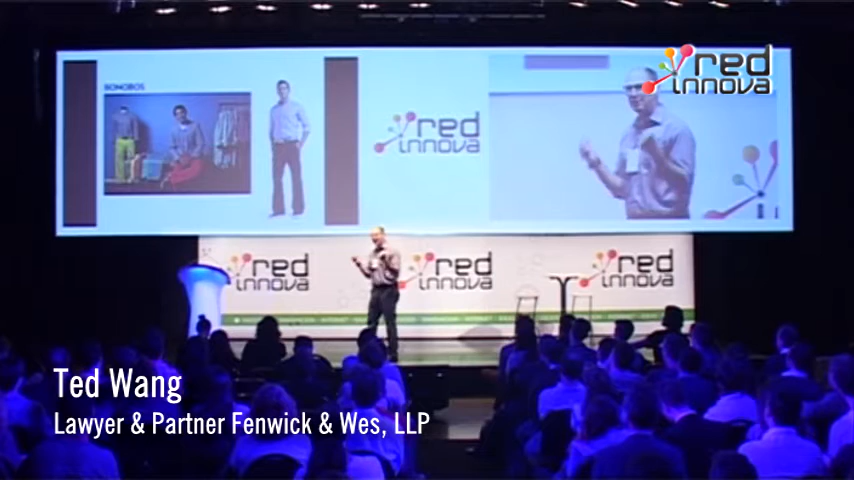 BONOBOS
red
innova
red
innova
red
innova
red
innova
red
innova
Ted Wang
Lawyer & Partner Fenwick & Wes, LLP